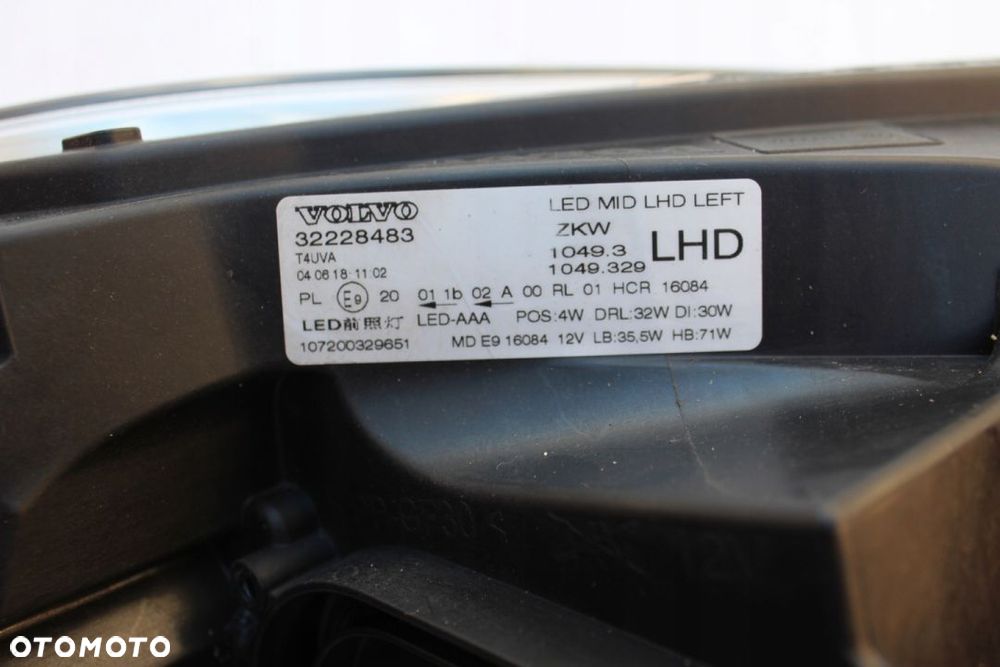 VOLVO
LED MID LHD LEFT
32228483
ZKW
T4UVA
1049.3
LHD
04 06 18 11:02
1049.329
PL E9 20 01 1b 02 A 00 RL 01 HCR 16084
LED前照灯 LED-AAA POS:4W DRL:32W DI:30W
107200329651 MD E9 16084 12V LB:35,5W HB:71W
OTOMOTO